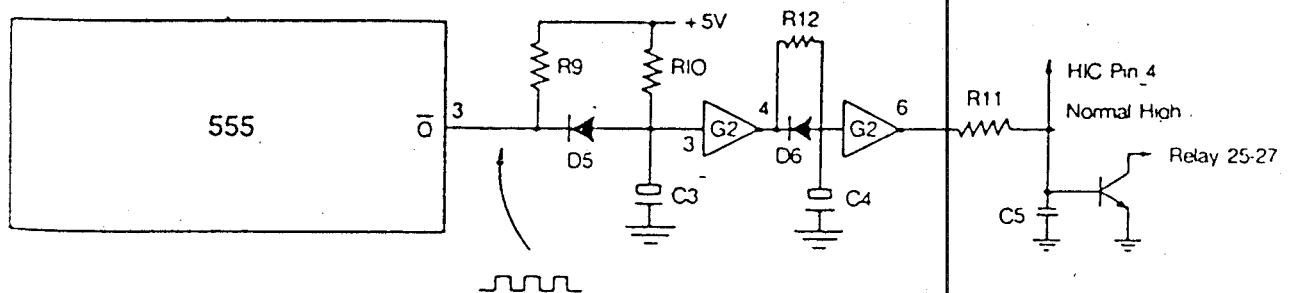 555
Q
3
R9
+5V
R10
D5
C3
3
G2
4
R12
D6
C4
G2
6
R11
HIC Pin 4
Normal High
Relay 25-27
C5